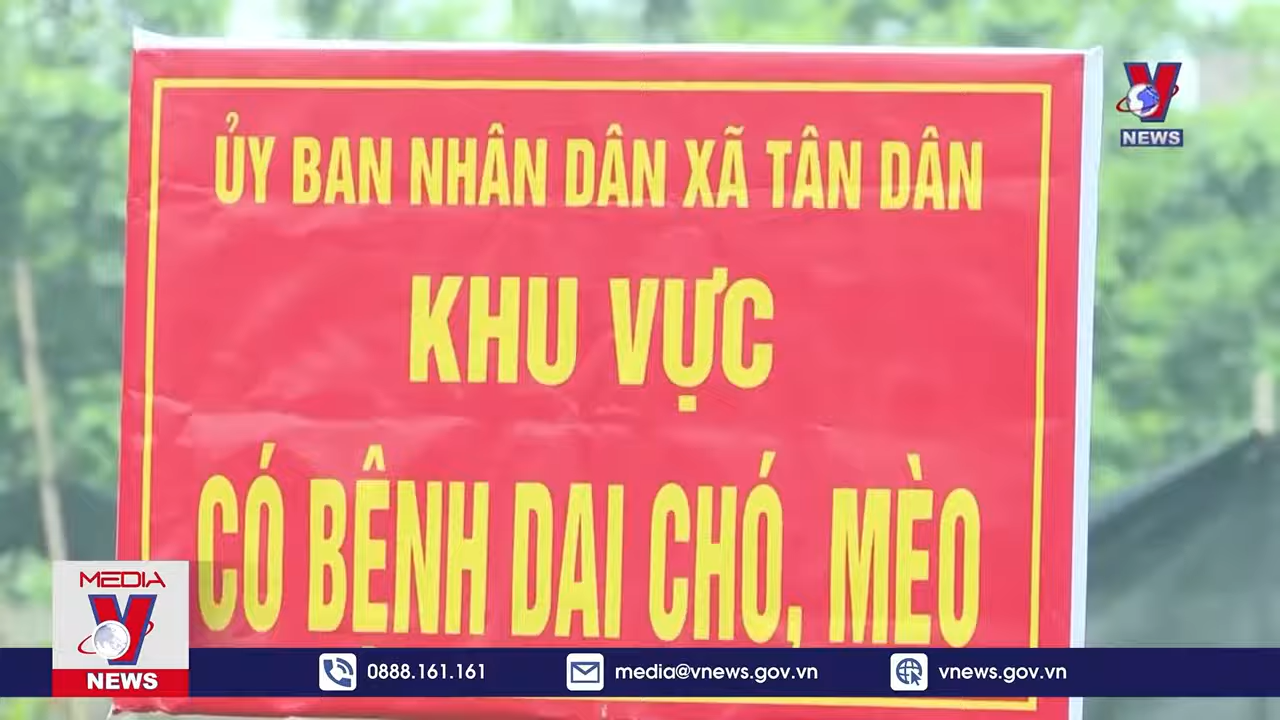 ỦY BAN NHÂN DÂN XÃ TÂN DÂN
KHU VỰC
CÓ BỆNH DẠI CHÓ, MÈO
V
NEWS
MEDIA
V
NEWS
0888.161.161
media@vnews.gov.vn
vnews.gov.vn